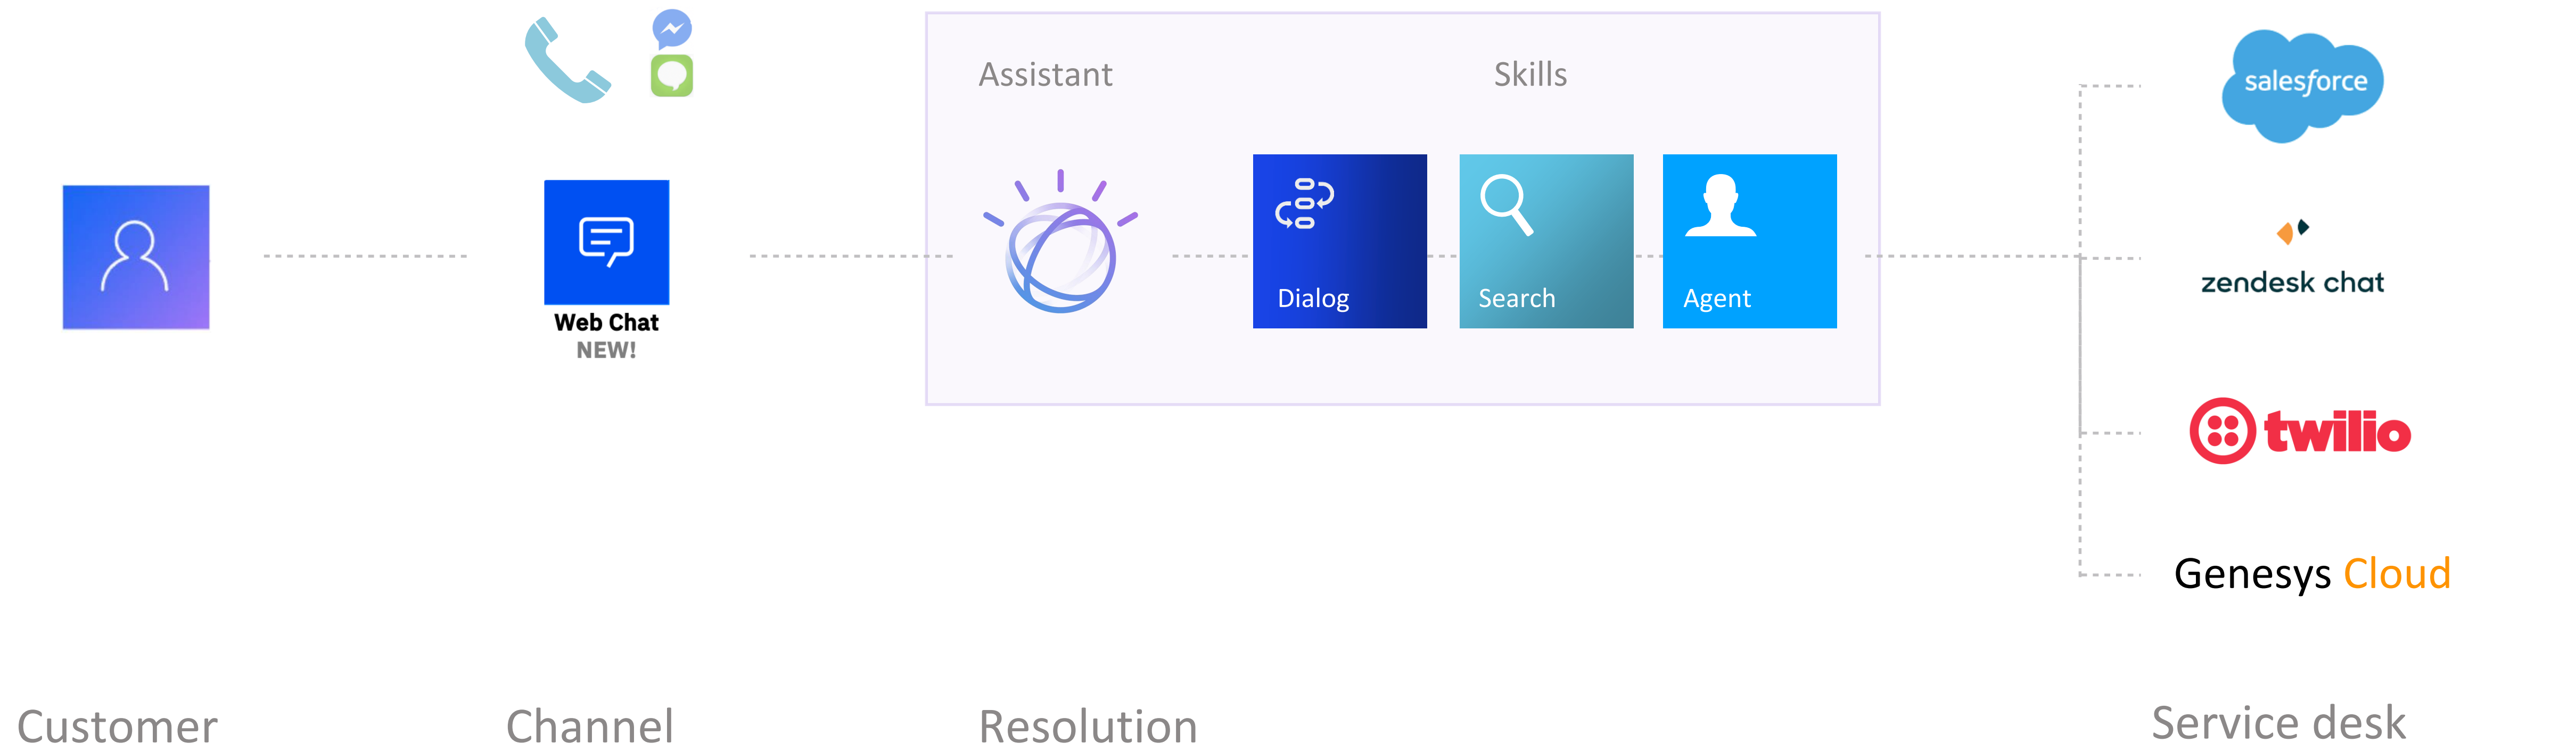 Assistant
Skills
Dialog
Search
Agent
Web Chat
NEW!
salesforce
zendesk chat
twilio
Genesys Cloud
Customer
Channel
Resolution
Service desk